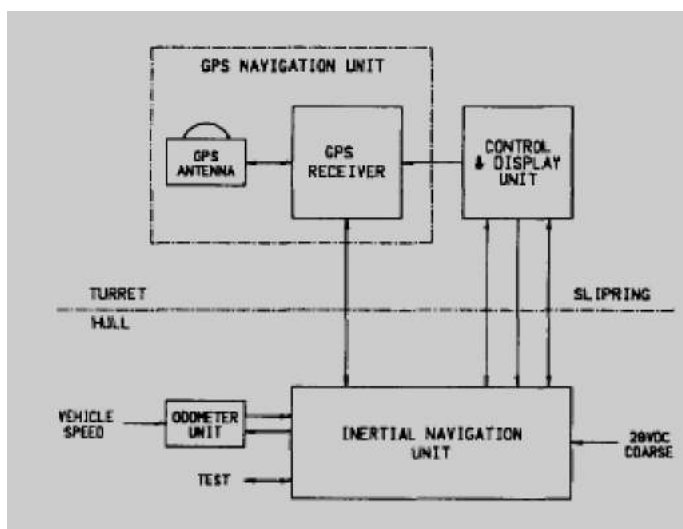 GPS NAVIGATION UNIT
GPS
ANTENNA
GPS
RECEIVER
CONTROL
& DISPLAY
UNIT
TURRET
SLIPRING
HULL
VEHICLE
SPEED
ODOMETER
UNIT
INERTIAL NAVIGATION
UNIT
28VDC
COARSE
TEST